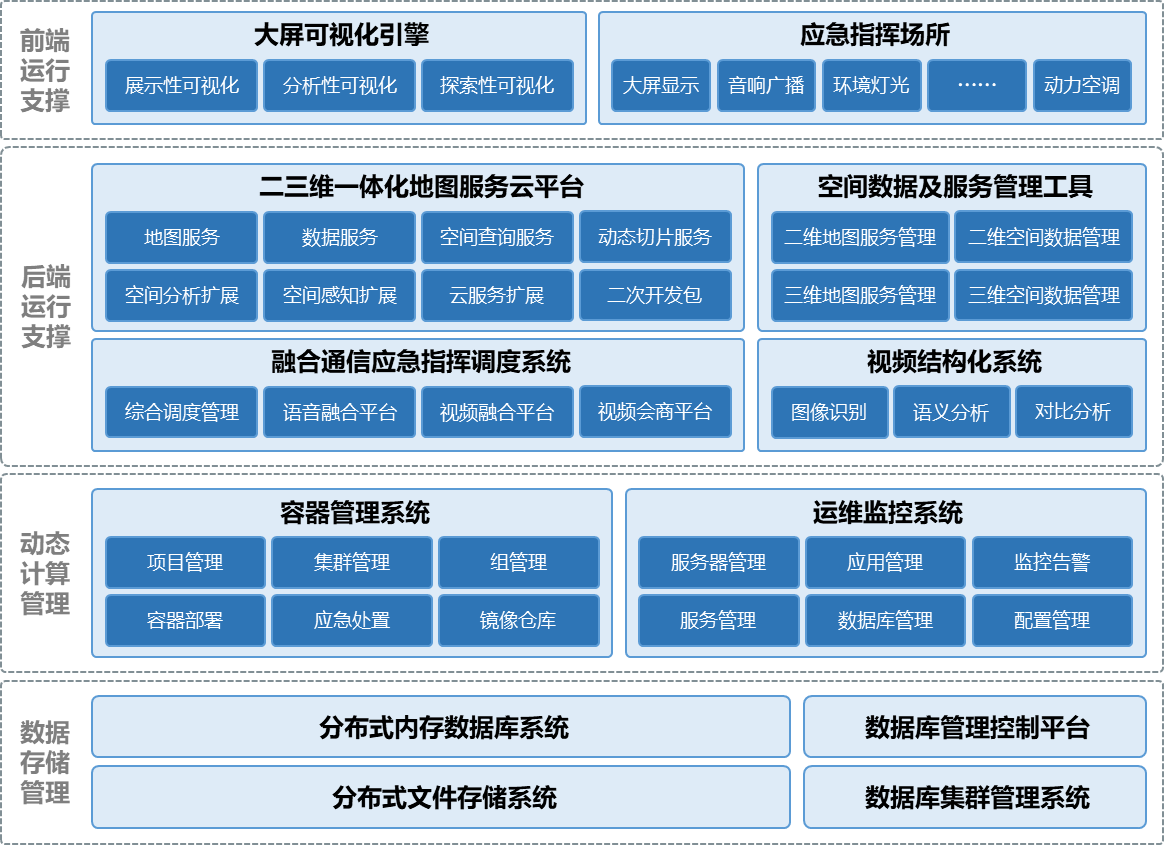 前端
运行
支撑
大屏可视化引擎
展示性可视化
分析性可视化
探索性可视化
应急指挥场所
大屏显示
音响广播
环境灯光
……
动力空调
后端
运行
支撑
二三维一体化地图服务云平台
地图服务
数据服务
空间查询服务
动态切片服务
空间分析扩展
空间感知扩展
云服务扩展
二次开发包
空间数据及服务管理工具
二维地图服务管理
二维空间数据管理
三维地图服务管理
三维空间数据管理
融合通信应急指挥调度系统
综合调度管理
语音融合平台
视频融合平台
视频会商平台
视频结构化系统
图像识别
语义分析
对比分析
动态
计算
管理
容器管理系统
项目管理
集群管理
组管理
容器部署
应急处置
镜像仓库
运维监控系统
服务器管理
应用管理
监控告警
服务管理
数据库管理
配置管理
数据
存储
管理
分布式内存数据库系统
数据库管理控制平台
分布式文件存储系统
数据库集群管理系统